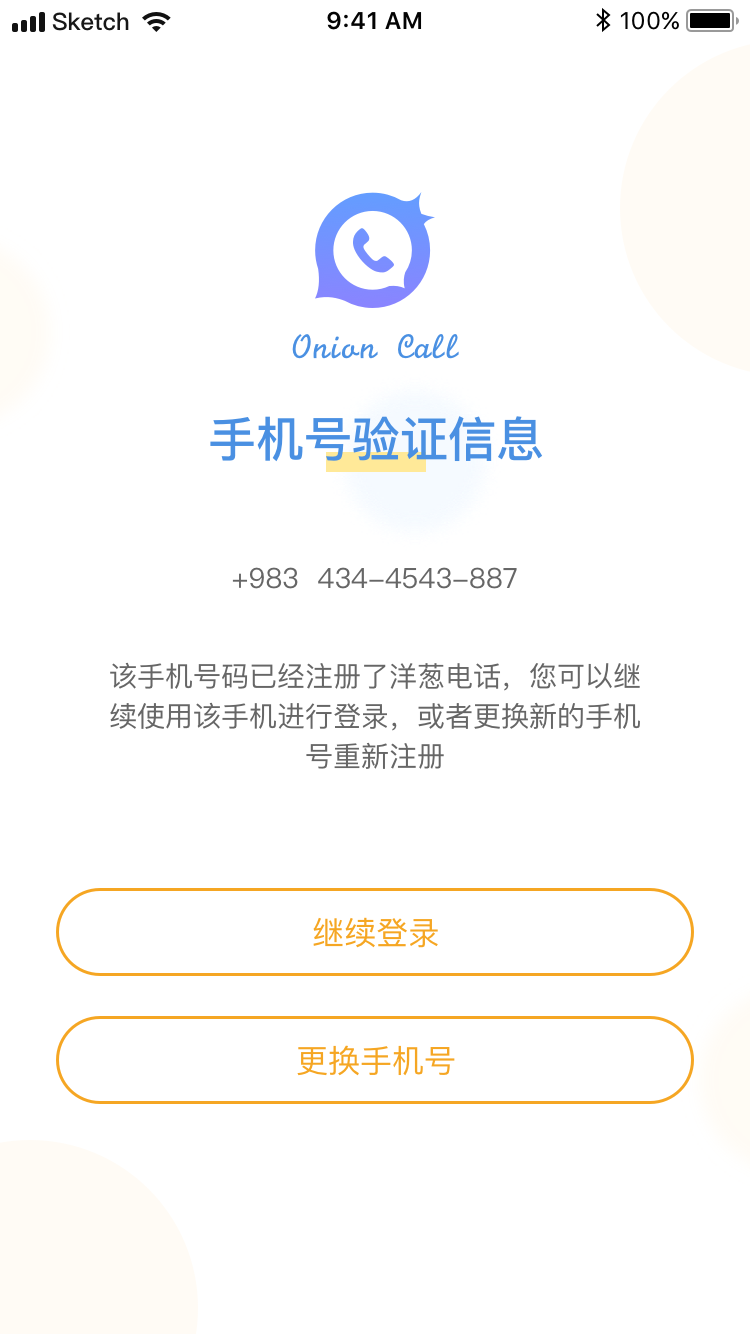 Sketch 9:41 AM 100%
Onion Call
手机号验证信息
+983 434-4543-887
该手机号码已经注册了洋葱电话，您可以继
续使用该手机进行登录，或者更换新的手机
号重新注册
继续登录
更换手机号